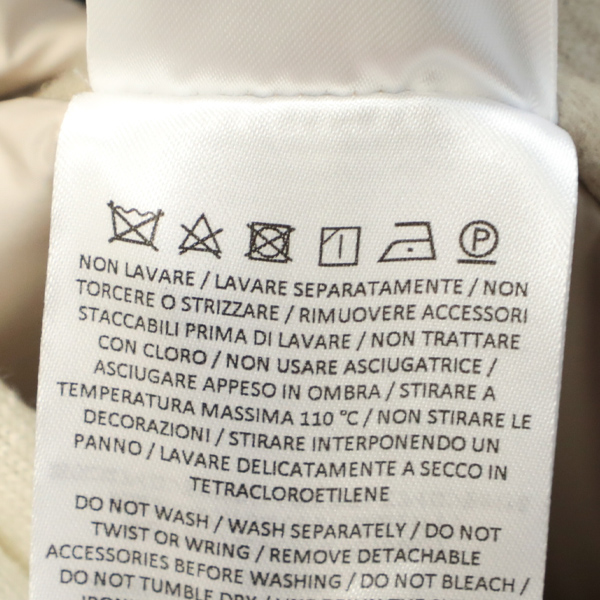 P
NON LAVARE / LAVARE SEPARATAMENTE / NON
TORCERE O STRIZZARE / RIMUOVERE ACCESSORI
STACCABILI PRIMA DI LAVARE / NON TRATTARE
CON CLORO / NON USARE ASCIUGATRICE /
ASCIUGARE APPESO IN OMBRA / STIRARE A
TEMPERATURA MASSIMA 110 °C / NON STIRARE LE
DECORAZIONI / STIRARE INTERPONENDO UN
PANNO / LAVARE DELICATAMENTE A SECCO IN
TETRACLOROETILENE
DO NOT WASH / WASH SEPARATELY / DO NOT
TWIST OR WRING / REMOVE DETACHABLE
ACCESSORIES BEFORE WASHING / DO NOT BLEACH /
DO NOT TUMBLE DRY /